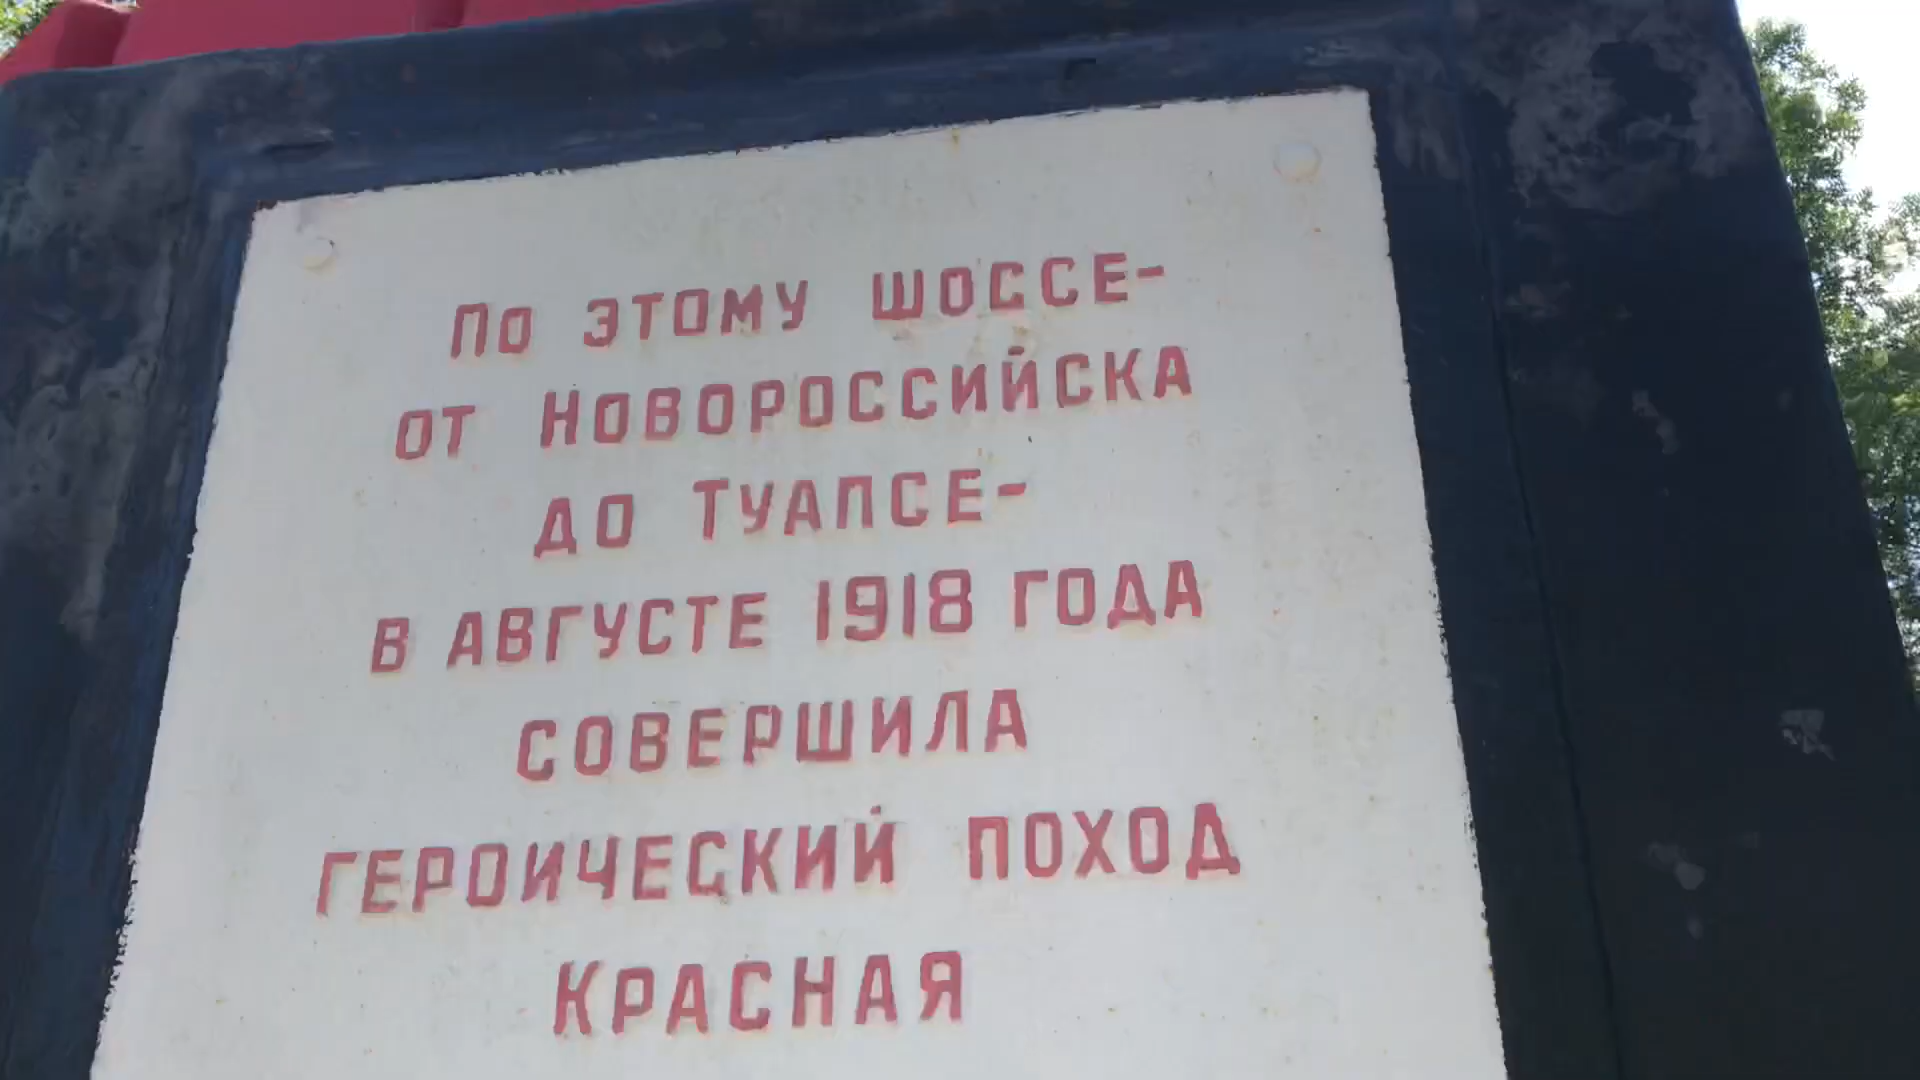 По этому шоссе-
от Новороссийска
до Туапсе-
в августе 1918 года
совершила
героический поход
Красная